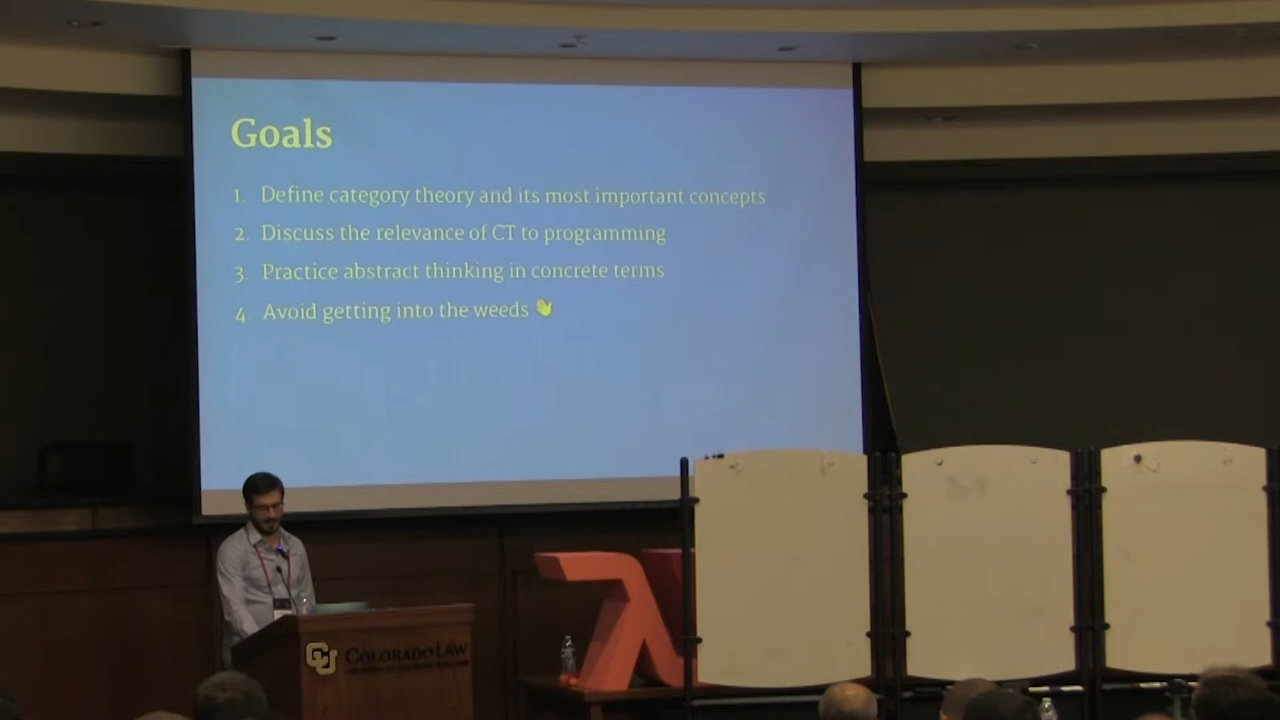 Goals
1. Define category theory and its most important concepts
2. Discuss the relevance of CT to programming
3. Practice abstract thinking in concrete terms
4. Avoid getting into the weeds 👋
CU COLORADO LAW